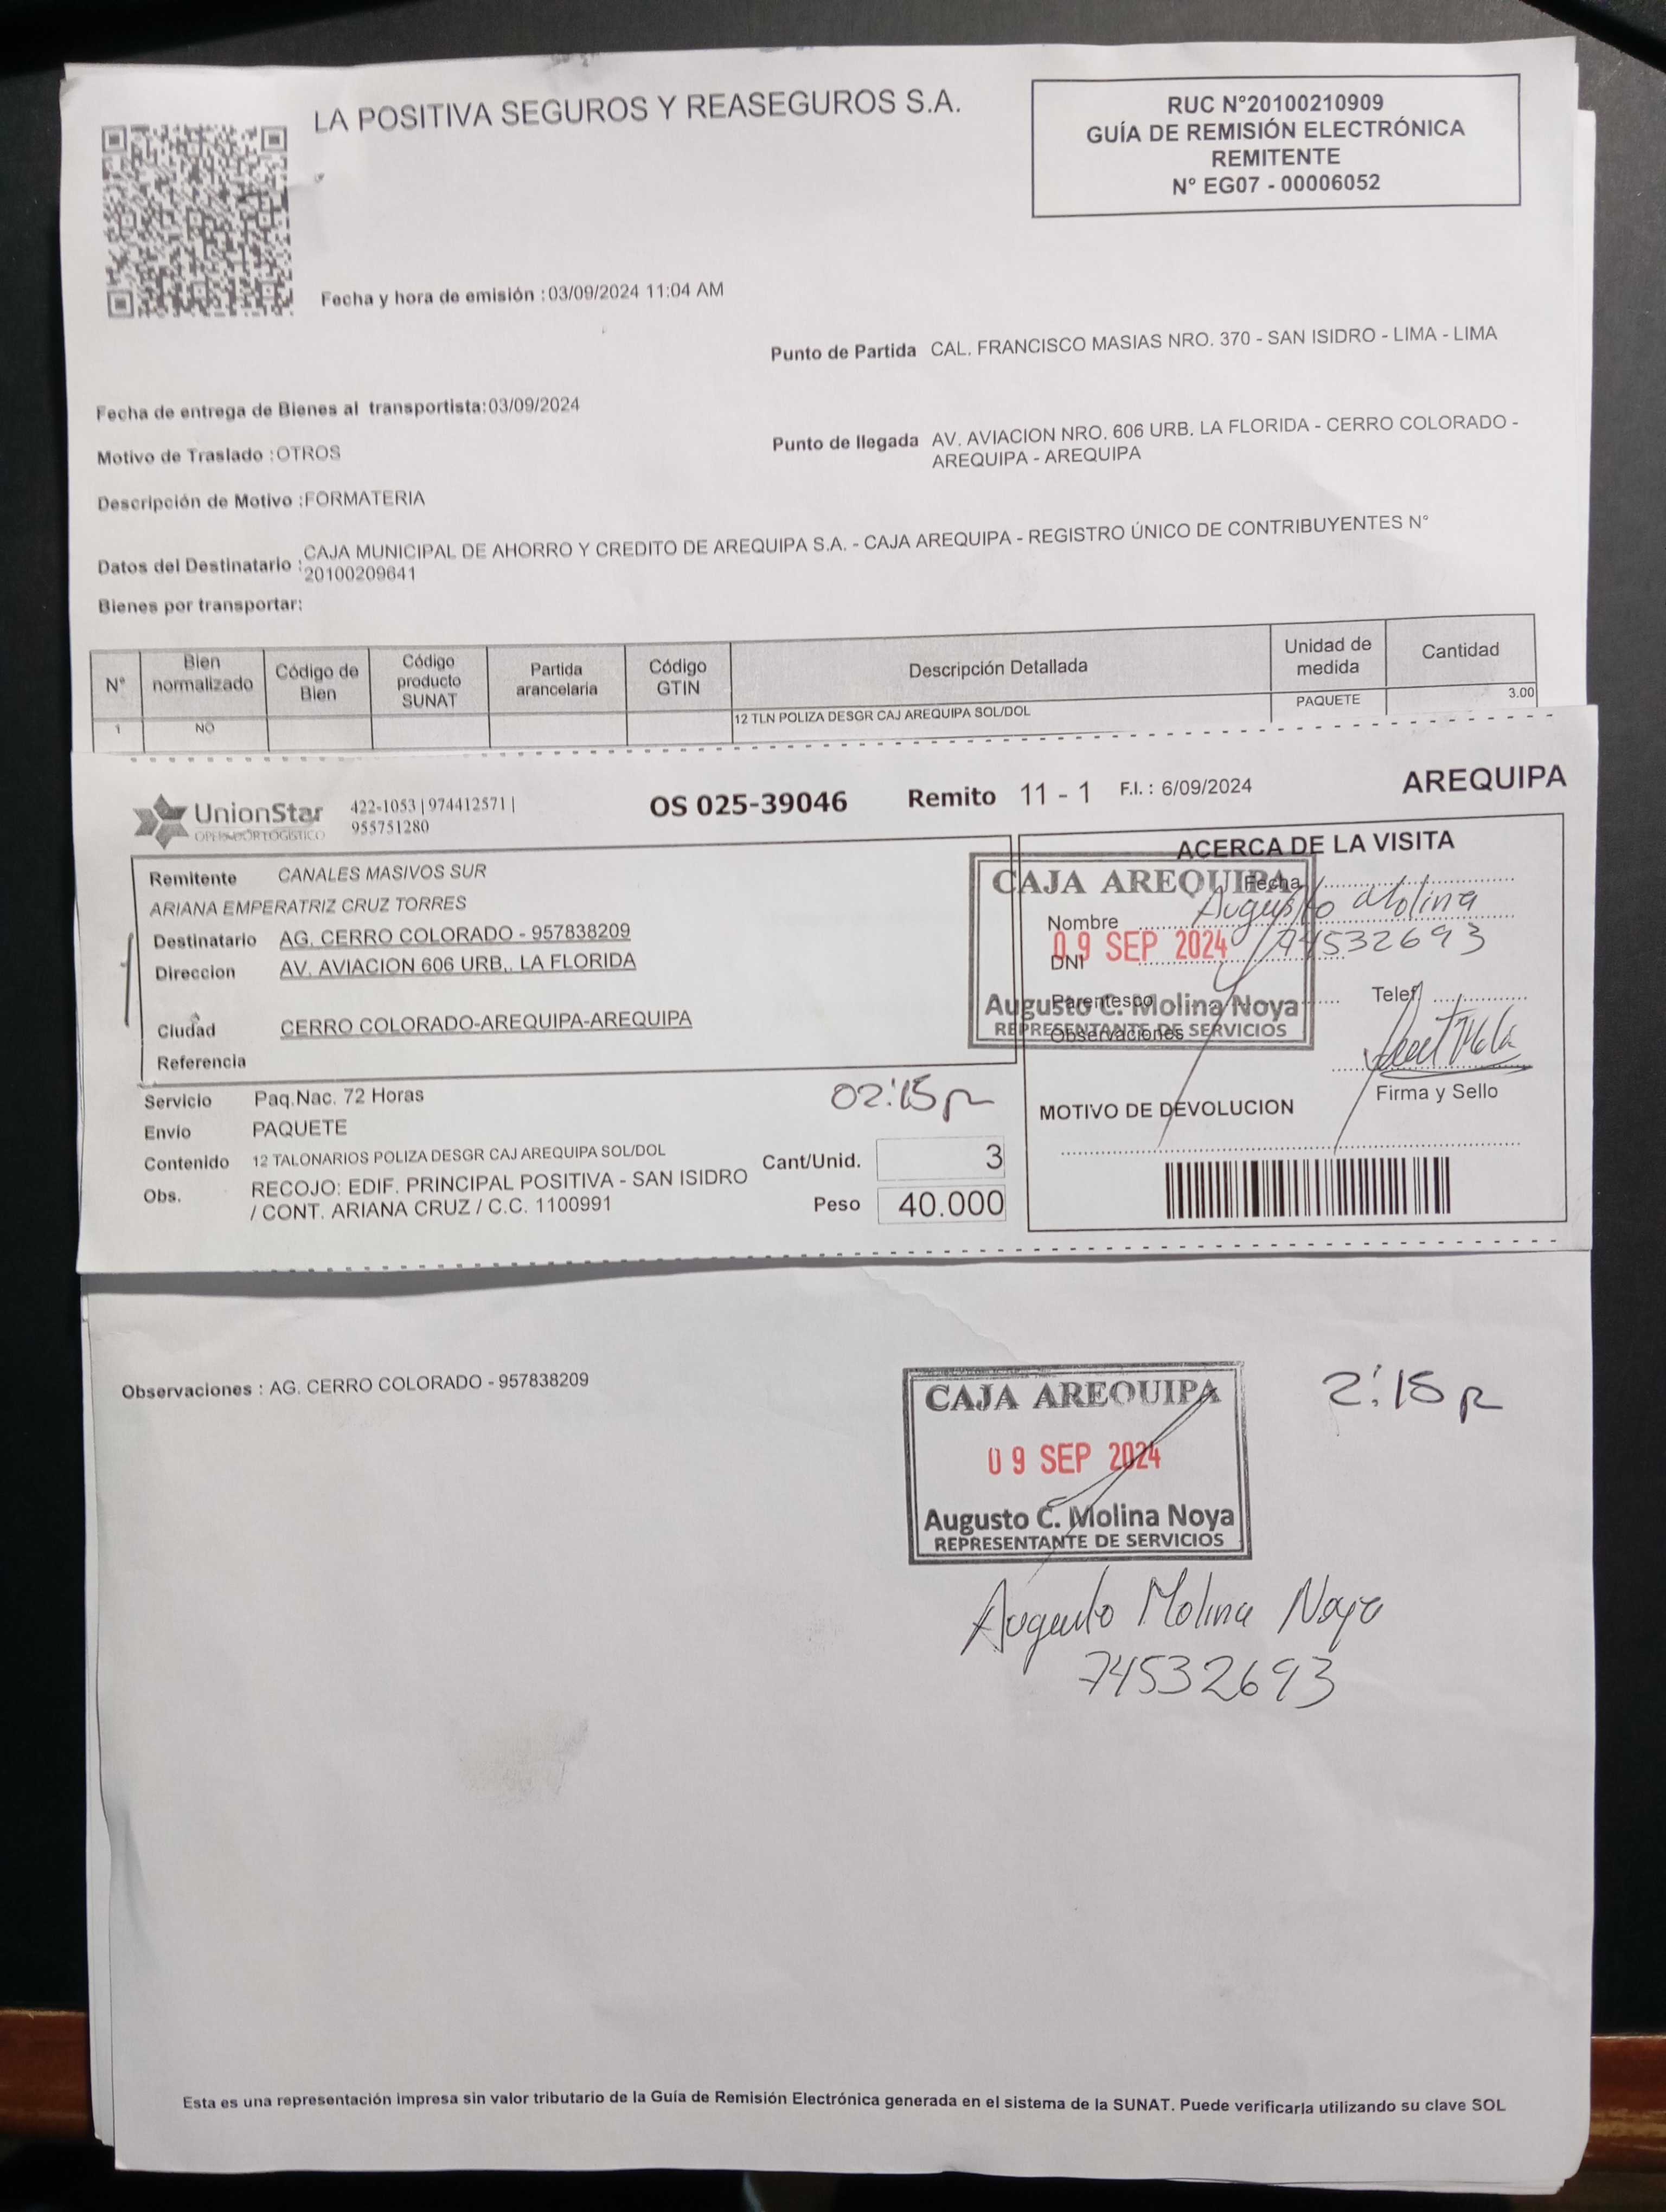 LA POSITIVA SEGUROS Y REASEGUROS S.A.
RUC N°20100210909
GUÍA DE REMISIÓN ELECTRÓNICA
REMITENTE
N° EG07 - 00006052
Fecha y hora de emisión :03/09/2024 11:04 AM
Punto de Partida CAL. FRANCISCO MASIAS NRO. 370 - SAN ISIDRO - LIMA - LIMA
Fecha de entrega de Bienes al transportista:03/09/2024
Punto de llegada AV. AVIACION NRO. 606 URB. LA FLORIDA - CERRO COLORADO -
AREQUIPA - AREQUIPA
Motivo de Traslado :OTROS
Descripción de Motivo :FORMATERIA
Datos del Destinatario : CAJA MUNICIPAL DE AHORRO Y CREDITO DE AREQUIPA S.A. - CAJA AREQUIPA - REGISTRO ÚNICO DE CONTRIBUYENTES N°
20100209641
Bienes por transportar:
N° Bien normalizado Código de Bien Código producto SUNAT Partida arancelaria Código GTIN Descripción Detallada Unidad de medida Cantidad
1 NO 12 TLN POLIZA DESGR CAJ AREQUIPA SOL/DOL PAQUETE 3.00
UnionStar
OPERADOR LOGÍSTICO
422-1053 | 974412571 |
955751280
OS 025-39046 Remito 11 - 1 F.I. : 6/09/2024 AREQUIPA
Remitente CANALES MASIVOS SUR
ARIANA EMPERATRIZ CRUZ TORRES
Destinatario AG. CERRO COLORADO - 957838209
Direccion AV. AVIACION 606 URB,. LA FLORIDA
Ciudad CERRO COLORADO-AREQUIPA-AREQUIPA
Referencia
Servicio Paq.Nac. 72 Horas
Envío PAQUETE
Contenido 12 TALONARIOS POLIZA DESGR CAJ AREQUIPA SOL/DOL
Obs. RECOJO: EDIF. PRINCIPAL POSITIVA - SAN ISIDRO
/ CONT. ARIANA CRUZ / C.C. 1100991
02:15 p
Cant/Unid. 3
Peso 40.000
ACERCA DE LA VISITA
Fecha
Nombre Augusto Molina
DNI 74532693
Parentesco Telef
Observaciones
CAJA AREQUIPA
09 SEP 2024
Augusto C. Molina Noya
REPRESENTANTE DE SERVICIOS
Firma y Sello
MOTIVO DE DEVOLUCION
Observaciones : AG. CERRO COLORADO - 957838209
CAJA AREQUIPA
09 SEP 2024
Augusto C. Molina Noya
REPRESENTANTE DE SERVICIOS
2:15 p
Augusto Molina Noya
74532693
Esta es una representación impresa sin valor tributario de la Guía de Remisión Electrónica generada en el sistema de la SUNAT. Puede verificarla utilizando su clave SOL